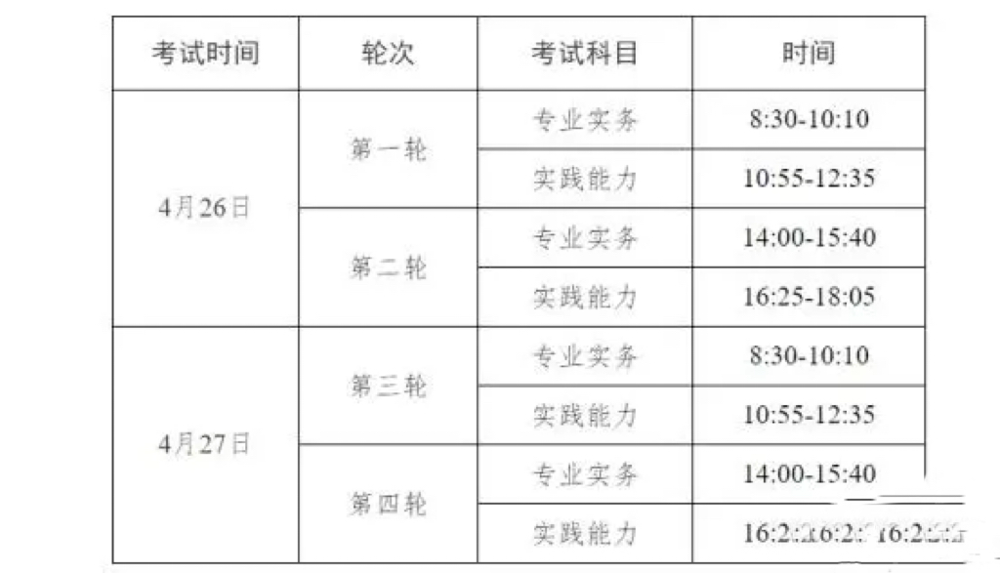 考试时间 轮次 考试科目 时间
4月26日 第一轮 专业实务 8:30-10:10
实践能力 10:55-12:35
第二轮 专业实务 14:00-15:40
实践能力 16:25-18:05
4月27日 第三轮 专业实务 8:30-10:10
实践能力 10:55-12:35
第四轮 专业实务 14:00-15:40
实践能力